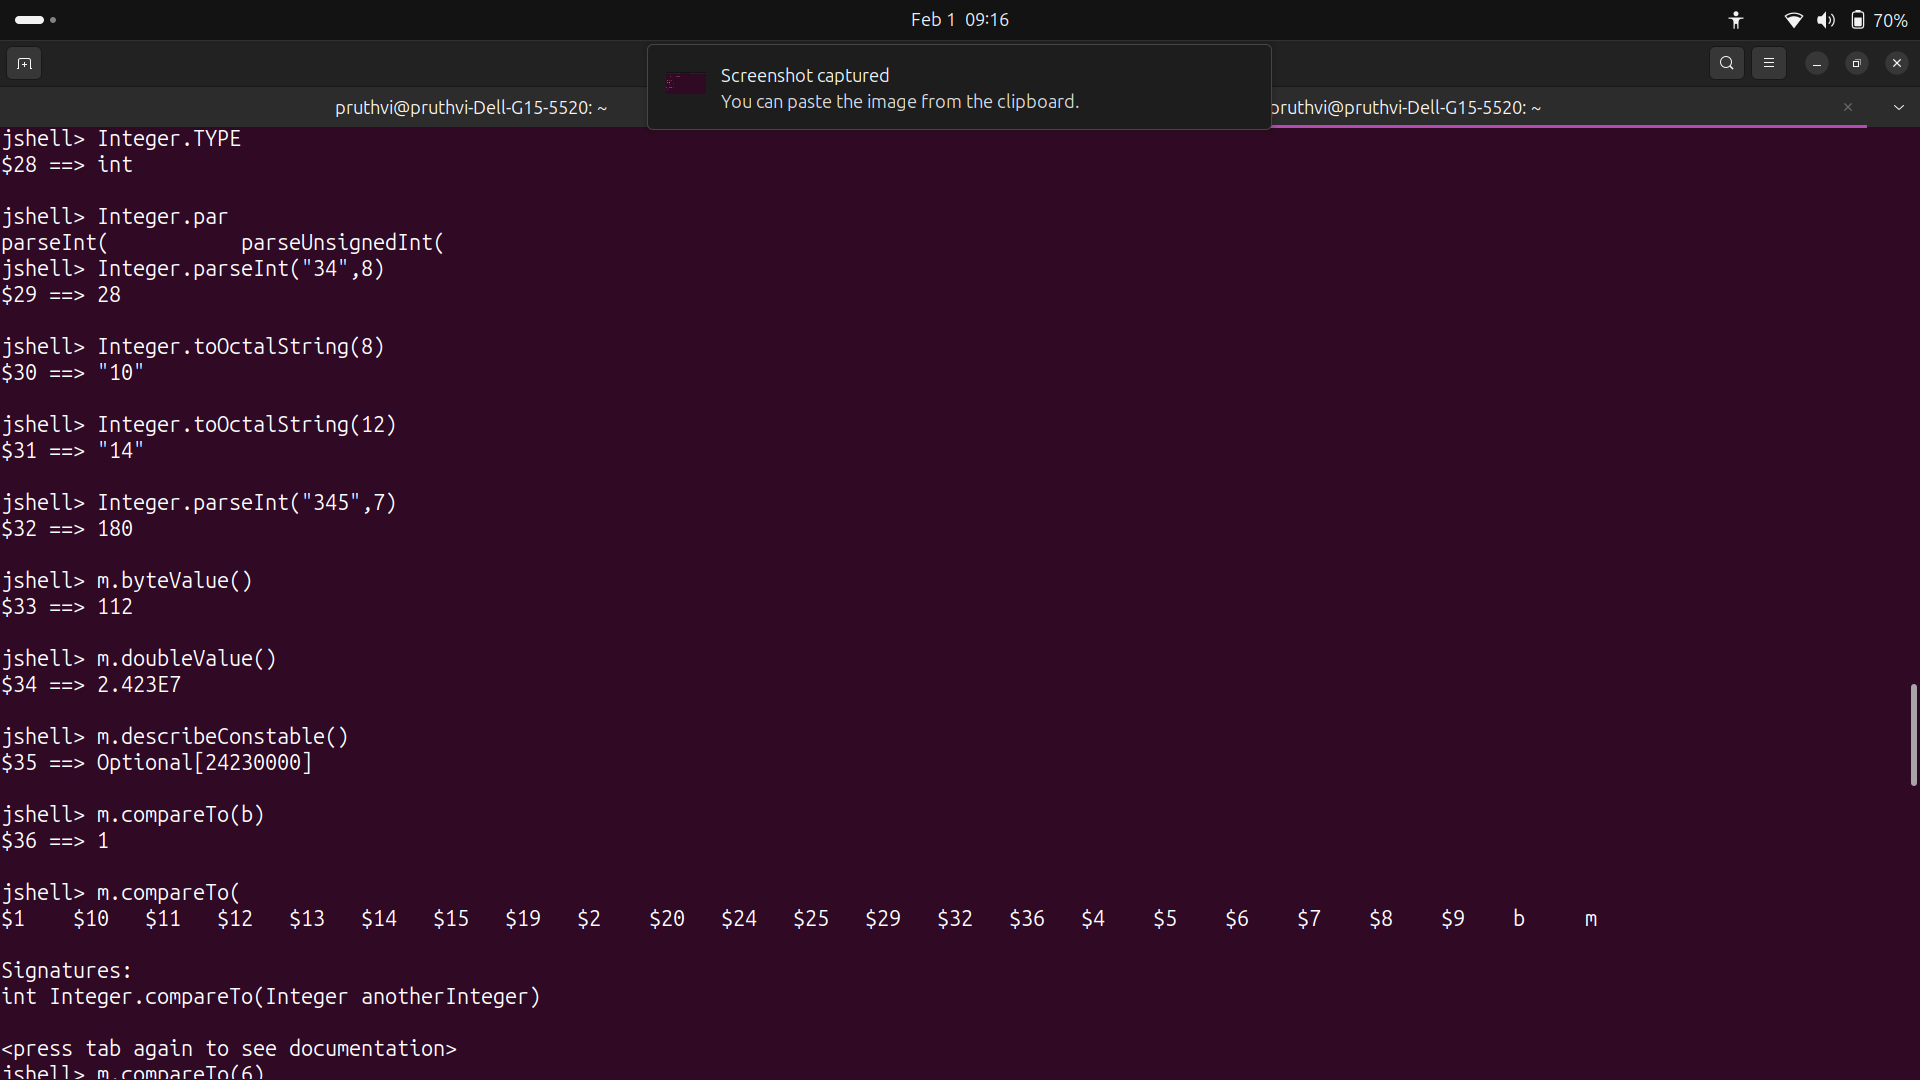 Feb 1 09:16
70%
Screenshot captured
You can paste the image from the clipboard.
pruthvi@pruthvi-Dell-G15-5520: ~
pruthvi@pruthvi-Dell-G15-5520: ~
jshell> Integer.TYPE
$28 ==> int
jshell> Integer.par
parseInt( parseUnsignedInt(
jshell> Integer.parseInt("34",8)
$29 ==> 28
jshell> Integer.toOctalString(8)
$30 ==> "10"
jshell> Integer.toOctalString(12)
$31 ==> "14"
jshell> Integer.parseInt("345",7)
$32 ==> 180
jshell> m.byteValue()
$33 ==> 112
jshell> m.doubleValue()
$34 ==> 2.423E7
jshell> m.describeConstable()
$35 ==> Optional[24230000]
jshell> m.compareTo(b)
$36 ==> 1
jshell> m.compareTo(
$1 $10 $11 $12 $13 $14 $15 $19 $2 $20 $24 $25 $29 $32 $36 $4 $5 $6 $7 $8 $9 b m
Signatures:
int Integer.compareTo(Integer anotherInteger)
<press tab again to see documentation>
jshell> m.compareTo(6)